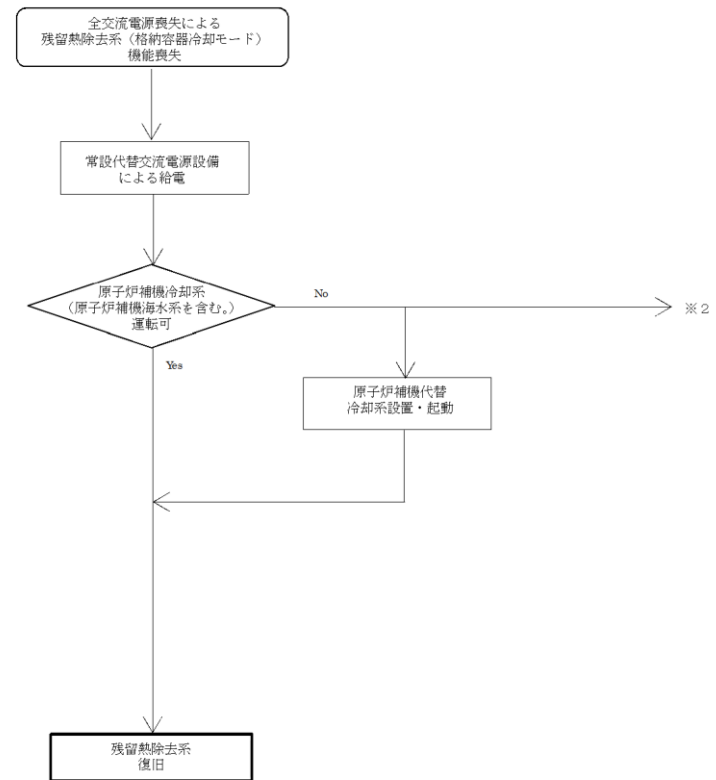 全交流電源喪失による
残留熱除去系（格納容器冷却モード）
機能喪失
常設代替交流電源設備
による給電
原子炉補機冷却系
（原子炉補機海水系を含む。）
運転可
No
※２
Yes
原子炉補機代替
冷却系設置・起動
残留熱除去系
復旧